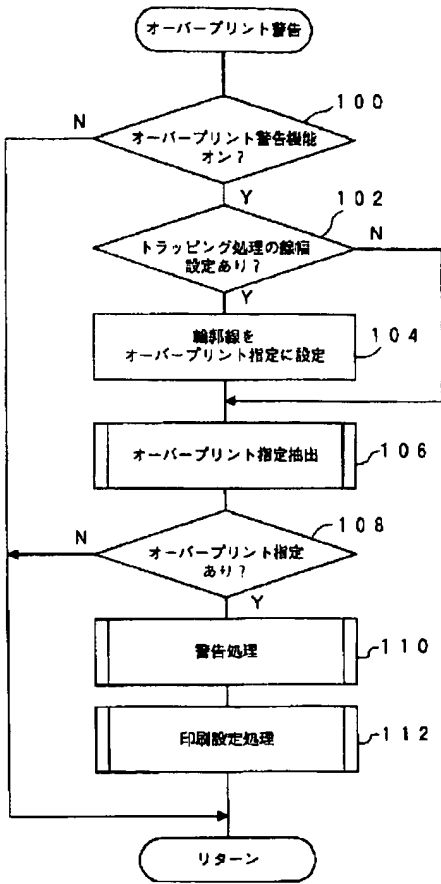 オーバープリント警告
100
N
オーバープリント警告機能
オン?
Y
102
トラッピング処理の線幅
設定あり?
N
Y
104
輪郭線を
オーバープリント指定に設定
オーバープリント指定抽出
106
108
N
オーバープリント指定
あり?
Y
警告処理
110
印刷設定処理
112
リターン